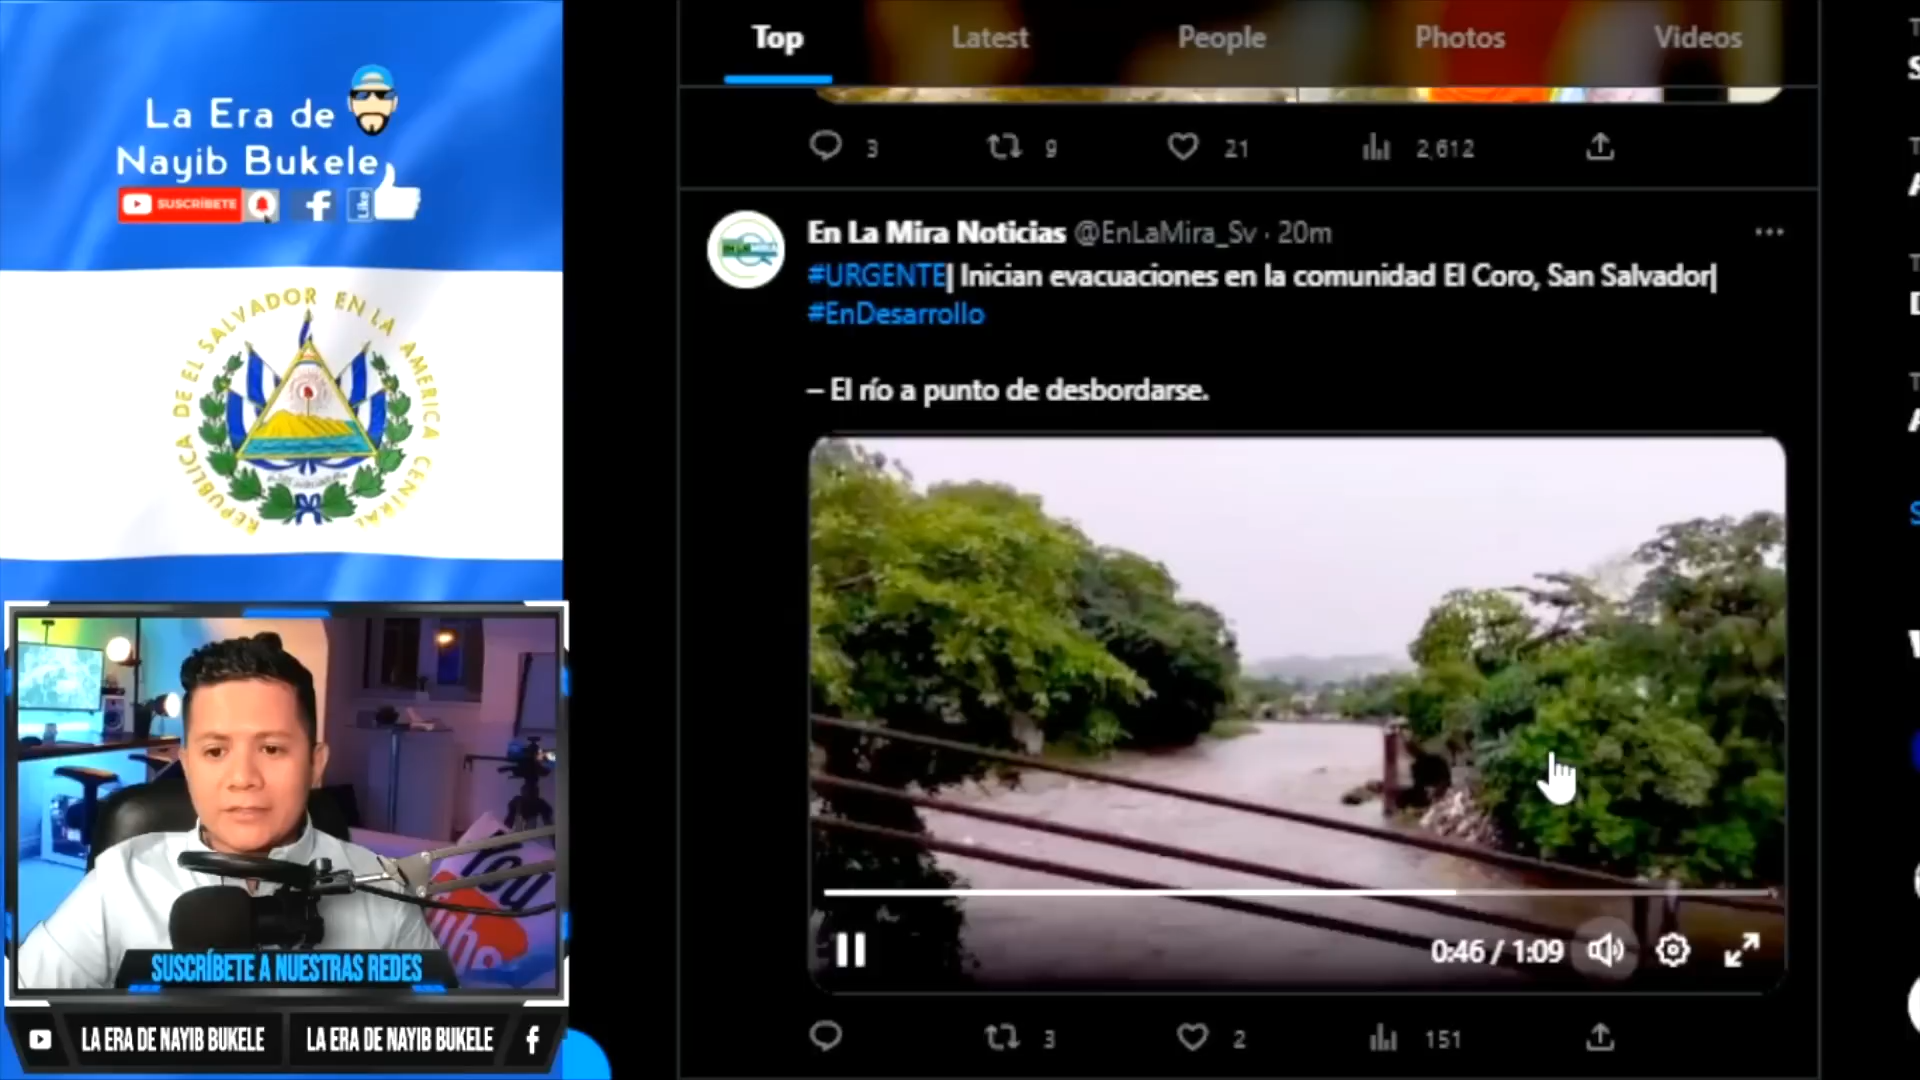 La Era de
Nayib Bukele
SUSCRÍBETE
Like
REPÚBLICA DE EL SALVADOR EN LA AMERICA CENTRAL
SUSCRÍBETE A NUESTRAS REDES
LA ERA DE NAYIB BUKELE
LA ERA DE NAYIB BUKELE
Top Latest People Photos Videos
3 9 21 2,612
En La Mira Noticias @EnLaMira_Sv · 20m
#URGENTE| Inician evacuaciones en la comunidad El Coro, San Salvador|
#EnDesarrollo
– El río a punto de desbordarse.
0:46 / 1:09
3 2 151